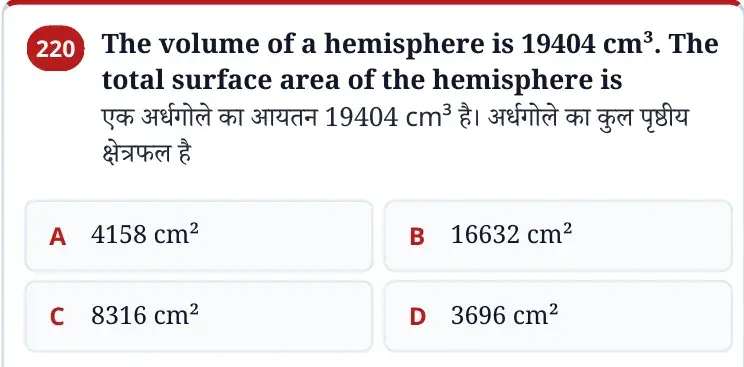 220 The volume of a hemisphere is 19404 cm³. The
total surface area of the hemisphere is
एक अर्धगोले का आयतन 19404 cm³ है। अर्धगोले का कुल पृष्ठीय
क्षेत्रफल है
A 4158 cm²
B 16632 cm²
C 8316 cm²
D 3696 cm²